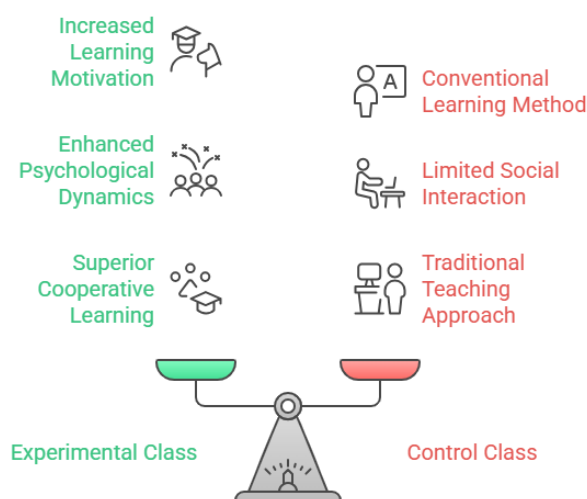 Increased
Learning
Motivation
Enhanced
Psychological
Dynamics
Superior
Cooperative
Learning
A
Conventional
Learning Method
Limited Social
Interaction
Traditional
Teaching
Approach
Experimental Class
Control Class